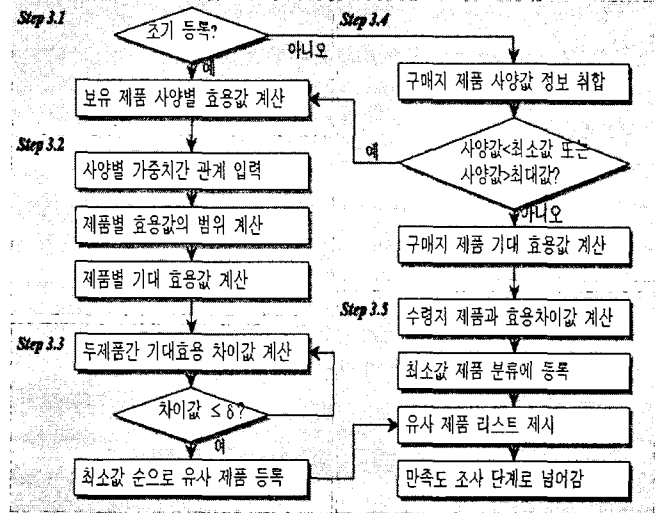 Step 3.1
초기 등록?
아니오
예
보유 제품 사양별 효용값 계산
Step 3.2
사양별 가중치간 관계 입력
제품별 효용값의 범위 계산
제품별 기대 효용값 계산
Step 3.3
두제품간 기대효용 차이값 계산
차이값 ≤ δ?
예
최소값 순으로 유사 제품 등록
Step 3.4
구매지 제품 사양값 정보 취합
사양값<최소값 또는
사양값>최대값?
예
아니오
구매지 제품 기대 효용값 계산
Step 3.5
수령지 제품과 효용차이값 계산
최소값 제품 분류에 등록
유사 제품 리스트 제시
만족도 조사 단계로 넘어감